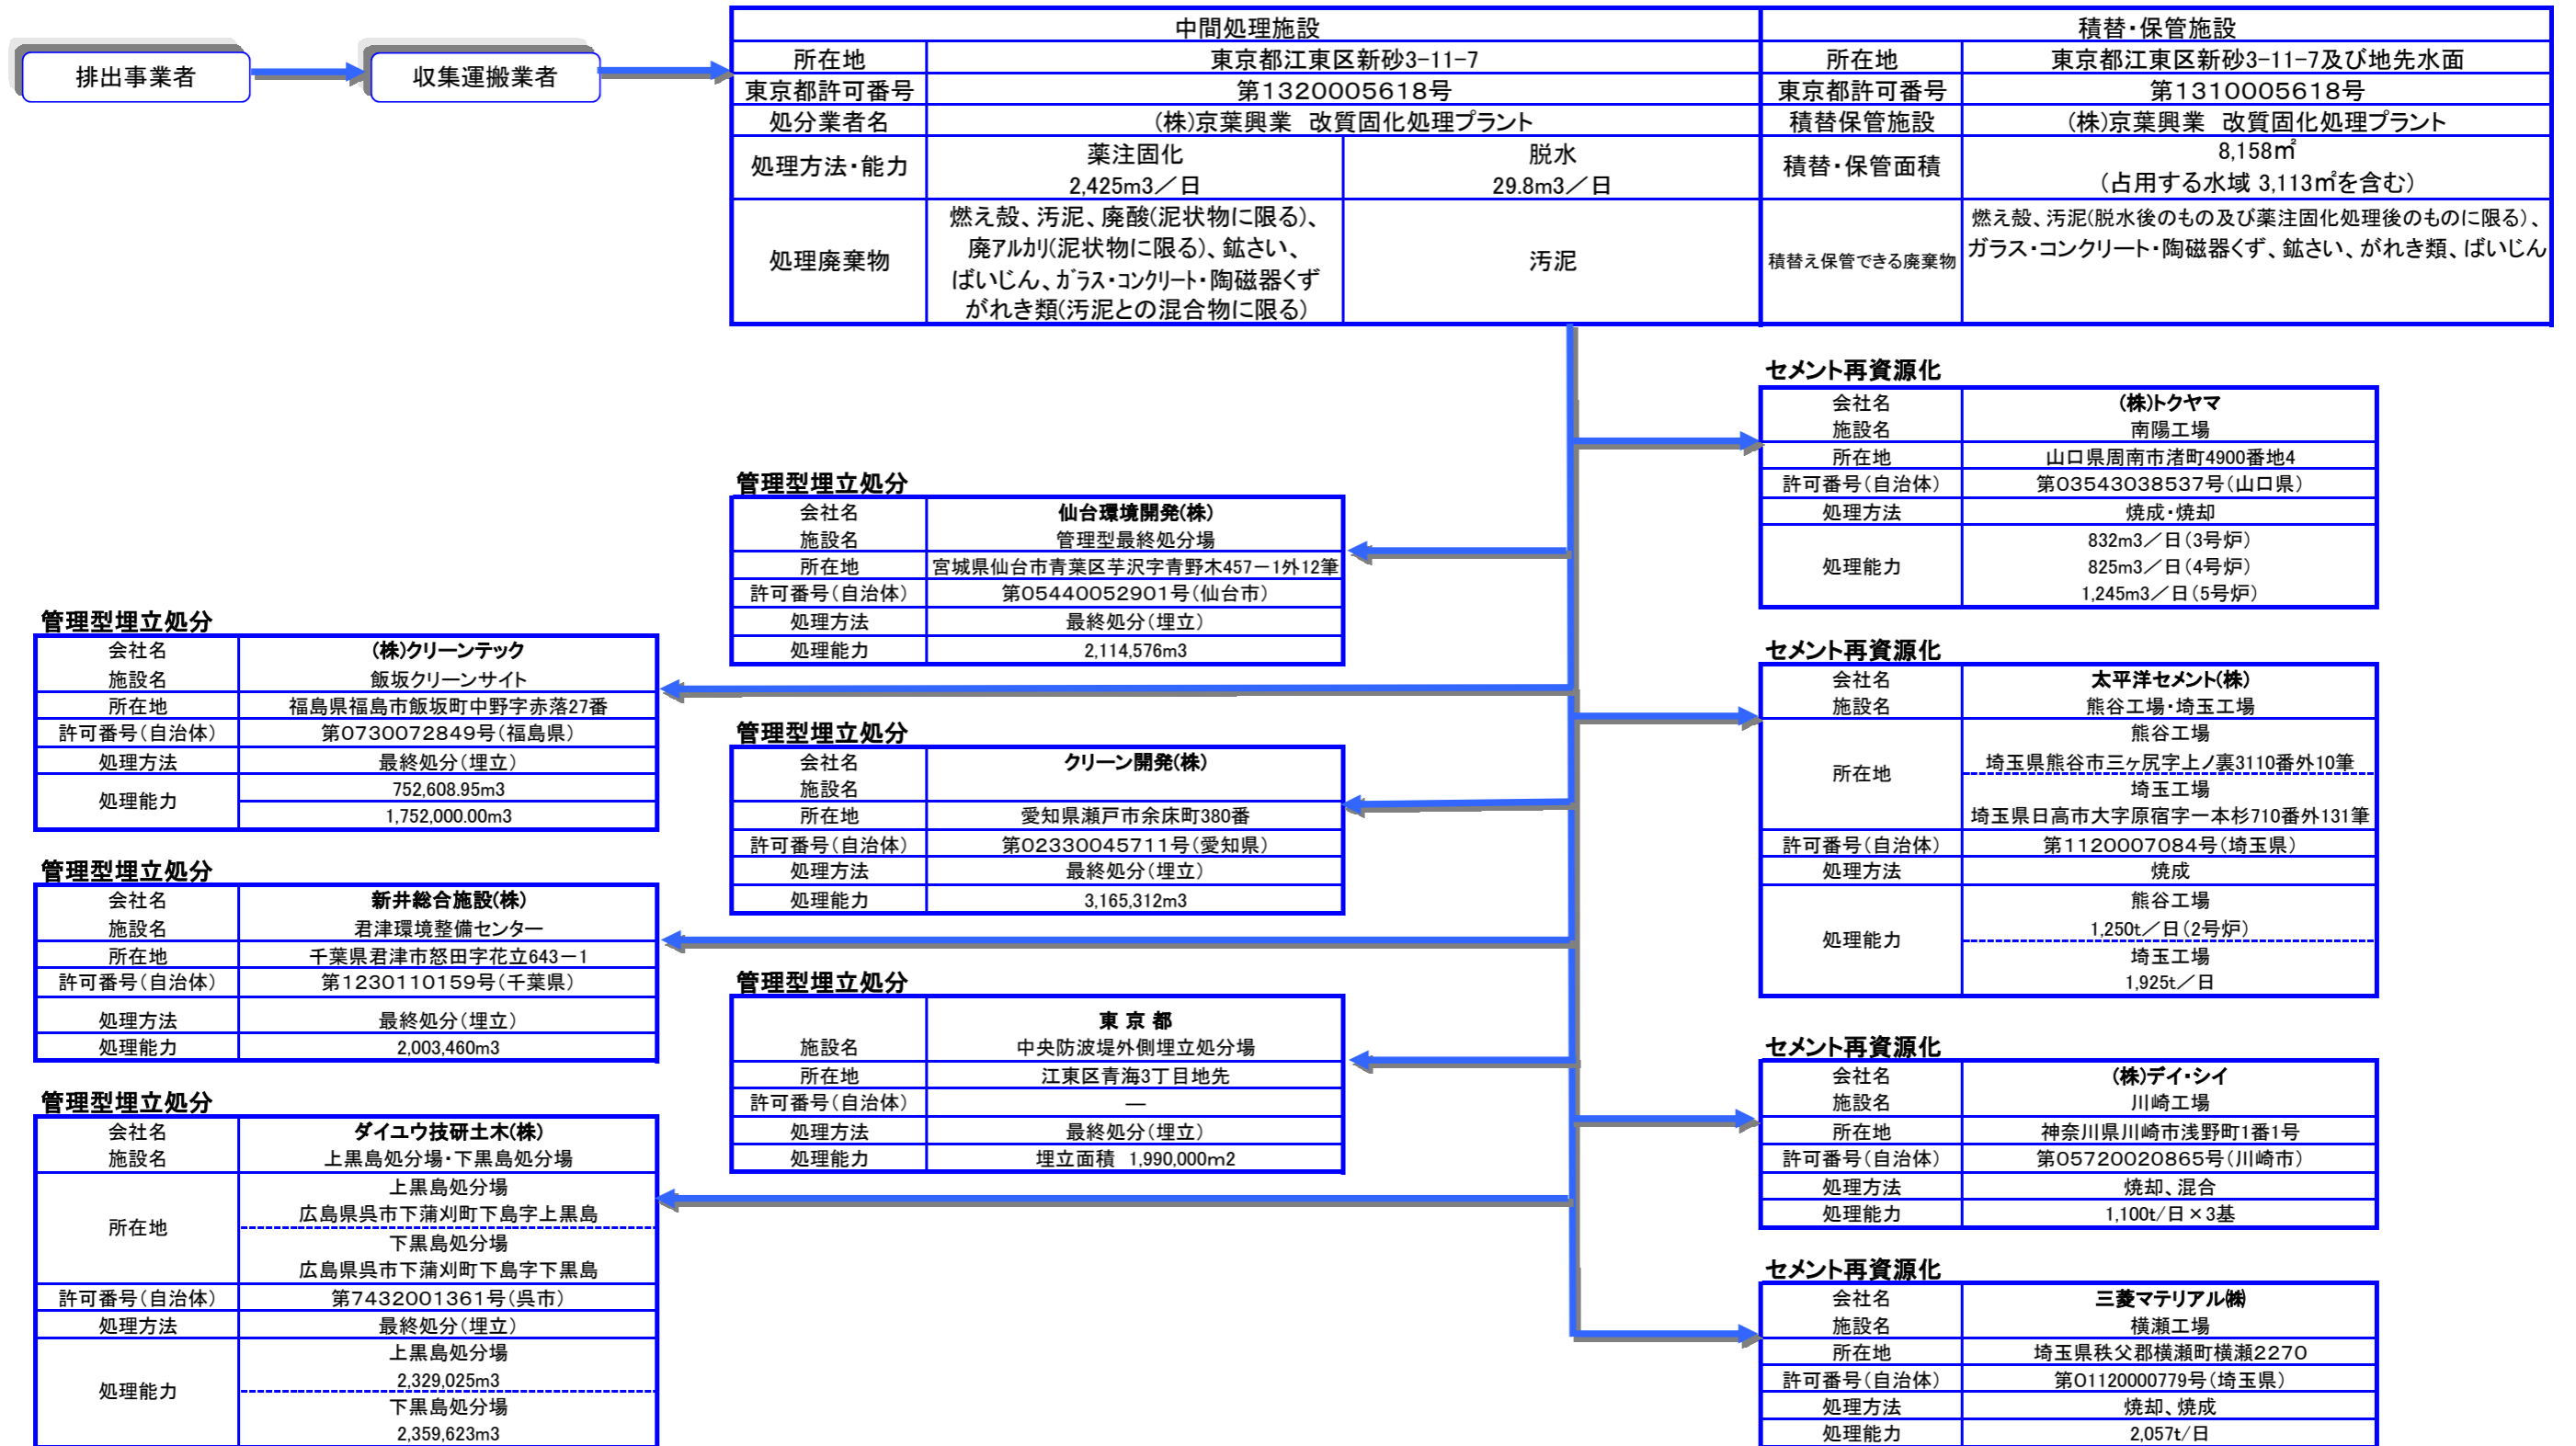 排出事業者
収集運搬業者
中間処理施設
所在地 東京都江東区新砂3-11-7
東京都許可番号 第1320005618号
処分業者名 (株)京葉興業 改質固化処理プラント
処理方法・能力
薬注固化
2,425m3／日
脱水
29.8m3／日
処理廃棄物
燃え殻、汚泥、廃酸(泥状物に限る)、
廃アルカリ(泥状物に限る)、鉱さい、
ばいじん、ガラス・コンクリート・陶磁器くず
がれき類(汚泥との混合物に限る)
汚泥
積替・保管施設
所在地 東京都江東区新砂3-11-7及び地先水面
東京都許可番号 第1310005618号
積替保管施設 (株)京葉興業 改質固化処理プラント
積替・保管面積
8,158㎡
(占用する水域 3,113㎡を含む)
積替え保管できる廃棄物
燃え殻、汚泥(脱水後のもの及び薬注固化処理後のものに限る)、
ガラス・コンクリート・陶磁器くず、鉱さい、がれき類、ばいじん
管理型埋立処分
会社名 (株)クリーンテック
施設名 飯坂クリーンサイト
所在地 福島県福島市飯坂町中野字赤落27番
許可番号(自治体) 第0730072849号(福島県)
処理方法 最終処分(埋立)
処理能力
752,608.95m3
1,752,000.00m3
管理型埋立処分
会社名 新井総合施設(株)
施設名 君津環境整備センター
所在地 千葉県君津市怒田字花立643－1
許可番号(自治体) 第1230110159号(千葉県)
処理方法 最終処分(埋立)
処理能力 2,003,460m3
管理型埋立処分
会社名 ダイユウ技研土木(株)
施設名 上黒島処分場・下黒島処分場
所在地
上黒島処分場
広島県呉市下蒲刈町下島字上黒島
下黒島処分場
広島県呉市下蒲刈町下島字下黒島
許可番号(自治体) 第7432001361号(呉市)
処理方法 最終処分(埋立)
処理能力
上黒島処分場
2,329,025m3
下黒島処分場
2,359,623m3
管理型埋立処分
会社名 仙台環境開発(株)
施設名 管理型最終処分場
所在地 宮城県仙台市青葉区芋沢字青野木457－1外12筆
許可番号(自治体) 第05440052901号(仙台市)
処理方法 最終処分(埋立)
処理能力 2,114,576m3
管理型埋立処分
会社名 クリーン開発(株)
施設名
所在地 愛知県瀬戸市余床町380番
許可番号(自治体) 第02330045711号(愛知県)
処理方法 最終処分(埋立)
処理能力 3,165,312m3
管理型埋立処分
東 京 都
施設名 中央防波堤外側埋立処分場
所在地 江東区青海3丁目地先
許可番号(自治体) ―
処理方法 最終処分(埋立)
処理能力 埋立面積 1,990,000m2
セメント再資源化
会社名 (株)トクヤマ
施設名 南陽工場
所在地 山口県周南市渚町4900番地4
許可番号(自治体) 第03543038537号(山口県)
処理方法 焼成・焼却
処理能力
832m3／日(3号炉)
825m3／日(4号炉)
1,245m3／日(5号炉)
セメント再資源化
会社名 太平洋セメント(株)
施設名 熊谷工場・埼玉工場
所在地
熊谷工場
埼玉県熊谷市三ヶ尻字上ノ裏3110番外10筆
埼玉工場
埼玉県日高市大字原宿字一本杉710番外131筆
許可番号(自治体) 第1120007084号(埼玉県)
処理方法 焼成
処理能力
熊谷工場
1,250t／日(2号炉)
埼玉工場
1,925t／日
セメント再資源化
会社名 (株)デイ・シイ
施設名 川崎工場
所在地 神奈川県川崎市浅野町1番1号
許可番号(自治体) 第05720020865号(川崎市)
処理方法 焼却、混合
処理能力 1,100t/日×3基
セメント再資源化
会社名 三菱マテリアル㈱
施設名 横瀬工場
所在地 埼玉県秩父郡横瀬町横瀬2270
許可番号(自治体) 第01120000779号(埼玉県)
処理方法 焼却、焼成
処理能力 2,057t/日